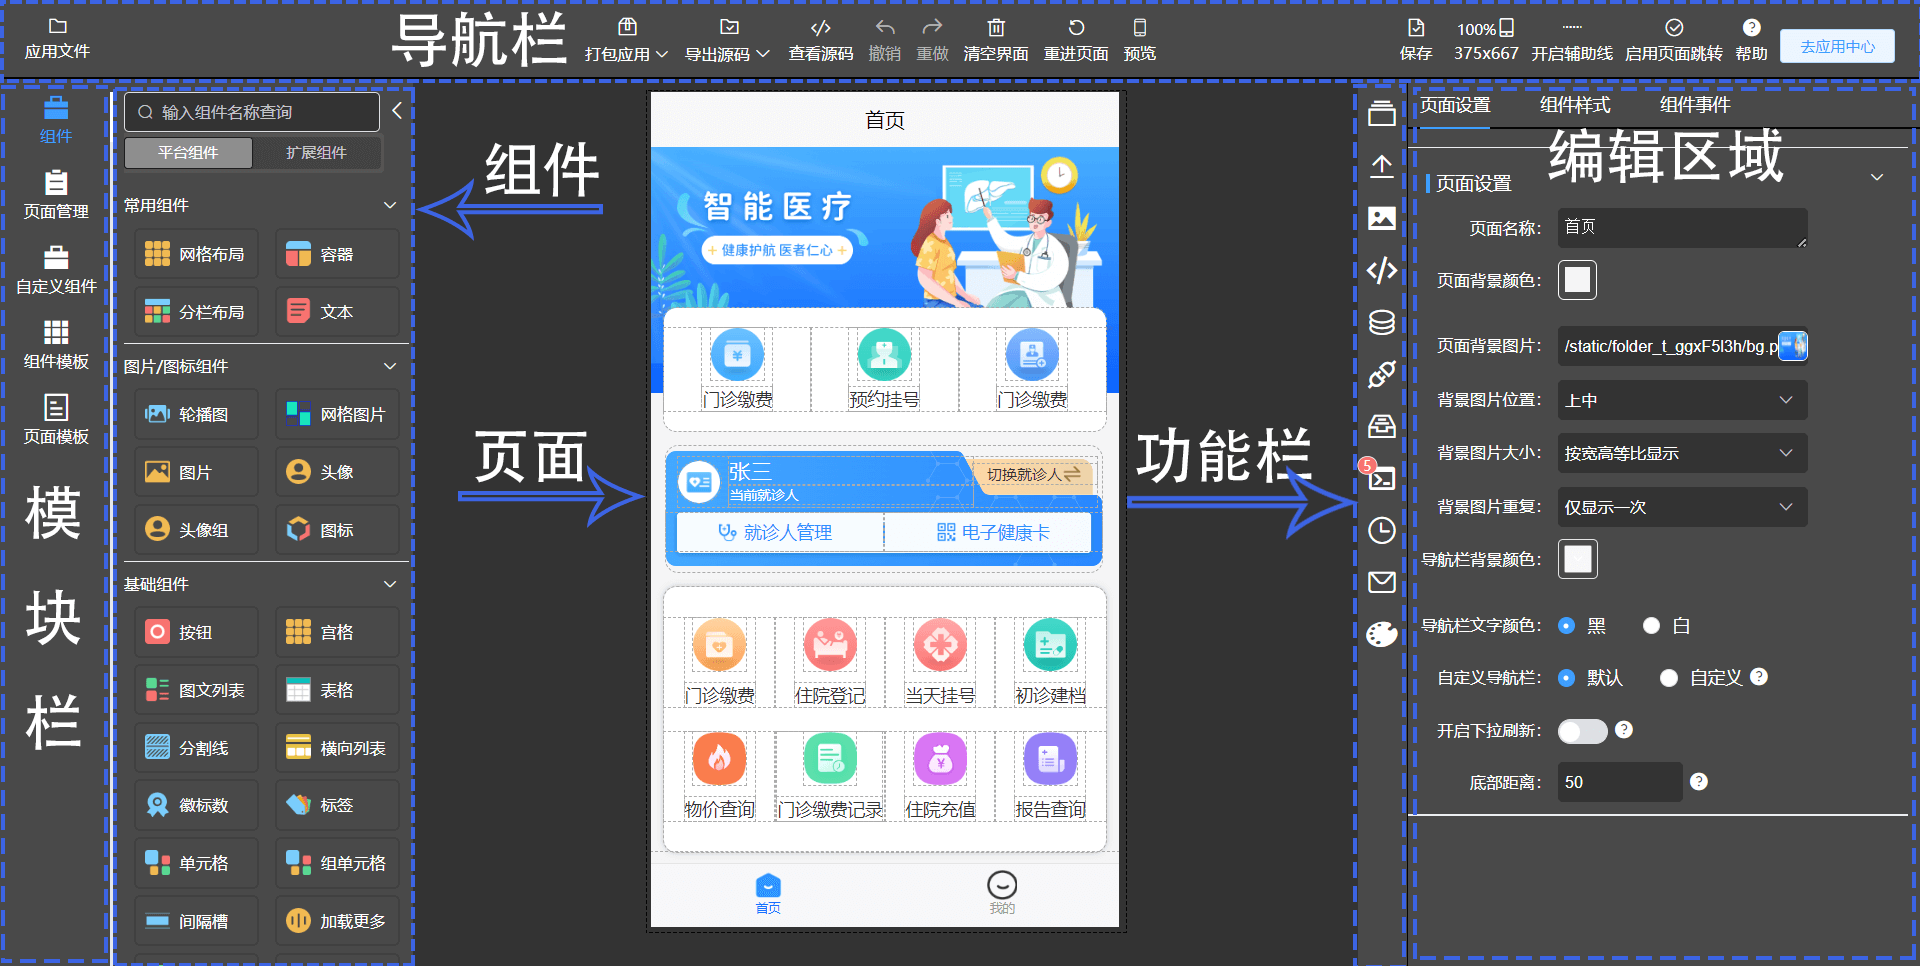 应用文件
导航栏
打包应用
导出源码
查看源码
撤销
重做
清空界面
重进页面
预览
保存
100%
375x667
开启辅助线
启用页面跳转
帮助
去应用中心
组件
页面管理
自定义组件
组件模板
页面模板
模
块
栏
输入组件名称查询
平台组件
扩展组件
常用组件
网格布局
容器
分栏布局
文本
图片/图标组件
轮播图
网格图片
图片
头像
头像组
图标
基础组件
按钮
宫格
图文列表
表格
分割线
横向列表
徽标数
标签
单元格
组单元格
间隔槽
加载更多
组件
页面
首页
智能医疗
+ 健康护航 医者仁心 +
门诊缴费
预约挂号
门诊缴费
张三
当前就诊人
切换就诊人
就诊人管理
电子健康卡
门诊缴费
住院登记
当天挂号
初诊建档
物价查询
门诊缴费记录
住院充值
报告查询
首页
我的
功能栏
5
页面设置
组件样式
组件事件
编辑区域
页面设置
页面名称:
首页
页面背景颜色:
页面背景图片:
/static/folder_t_ggxF5l3h/bg.p
背景图片位置:
上中
背景图片大小:
按宽高等比显示
背景图片重复:
仅显示一次
导航栏背景颜色:
导航栏文字颜色:
黑
白
自定义导航栏:
默认
自定义
开启下拉刷新:
底部距离:
50